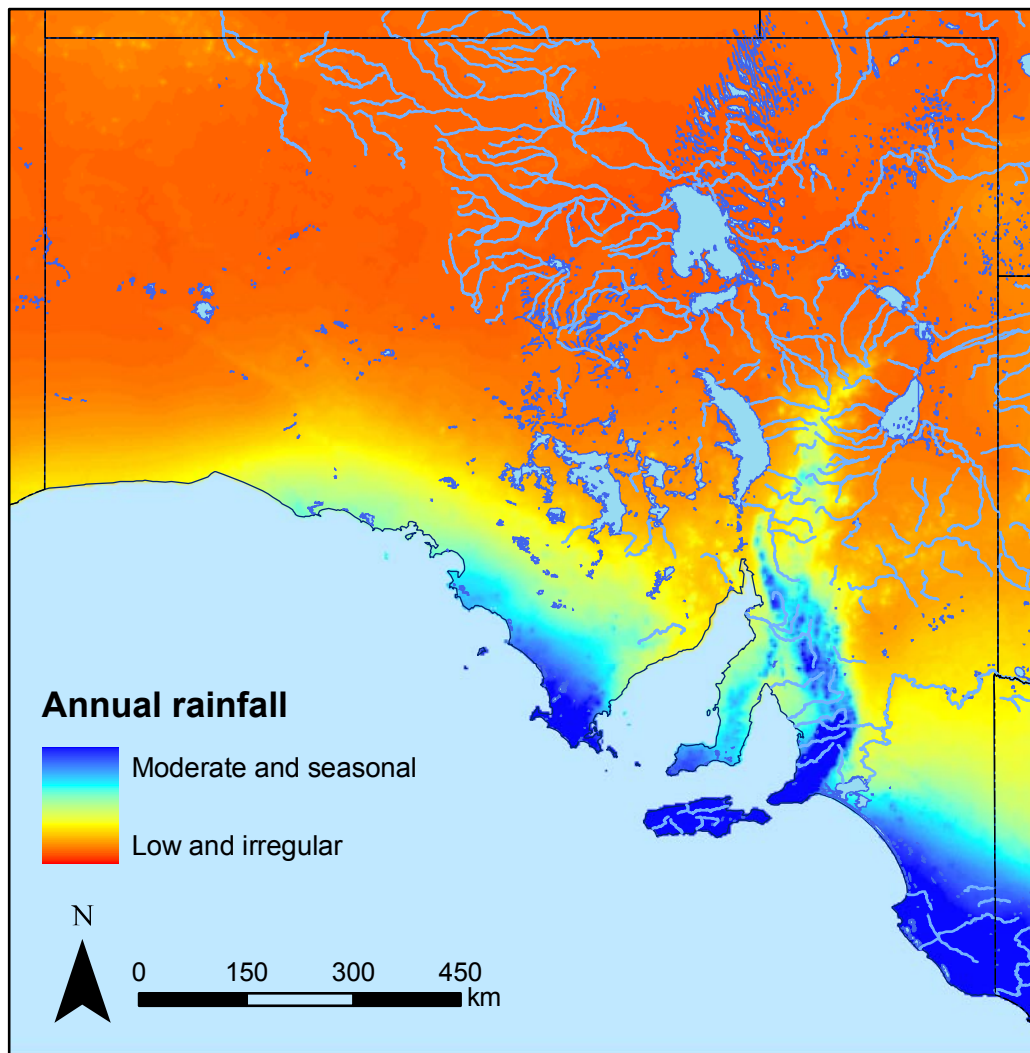 Annual rainfall
Moderate and seasonal
Low and irregular
N
0 150 300 450
km